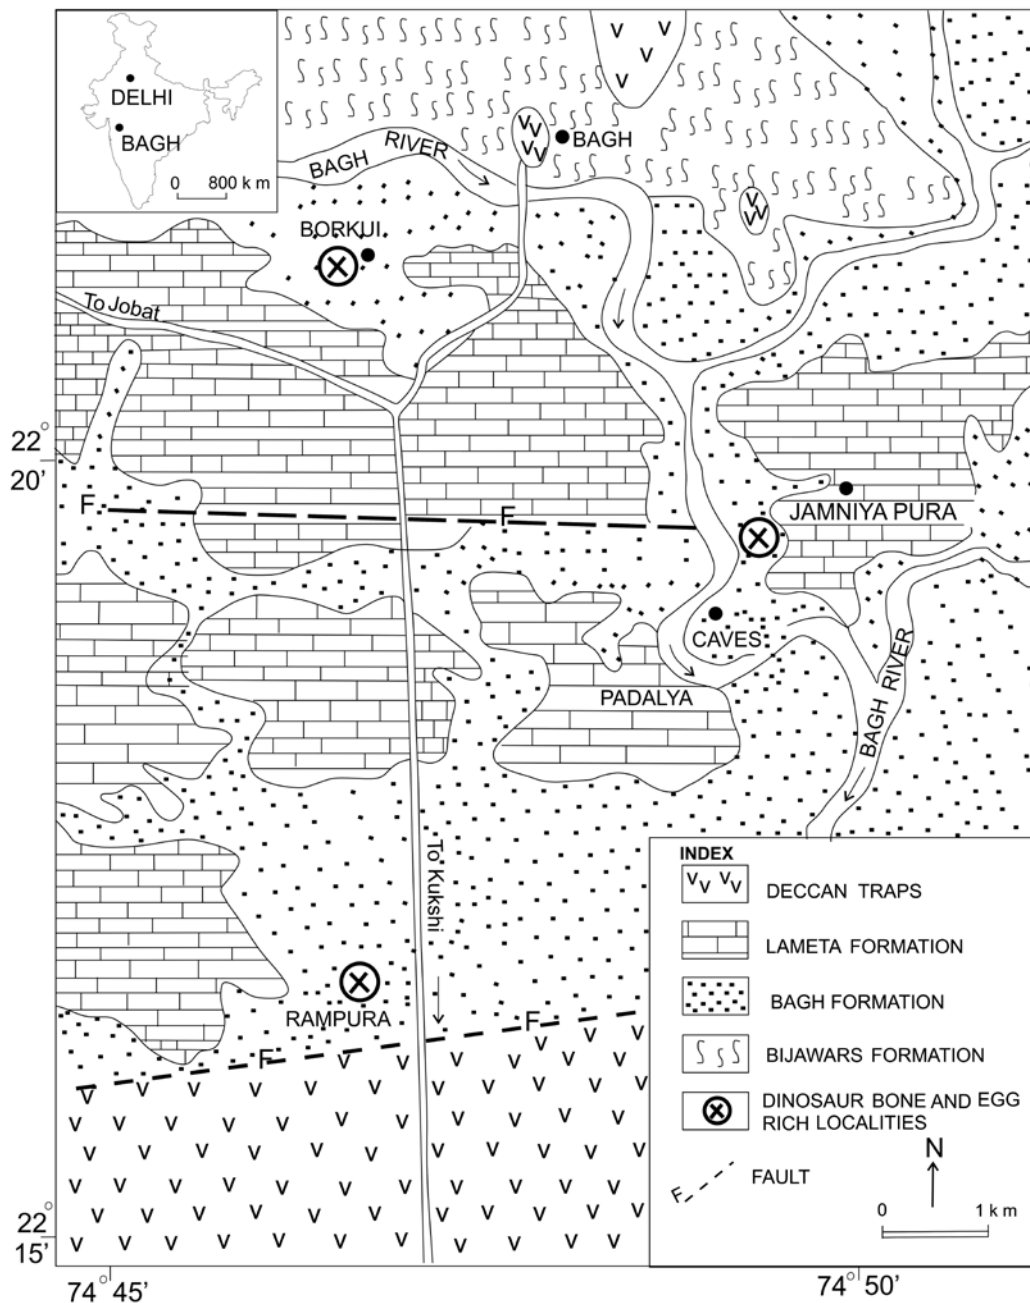 DELHI
BAGH
0 800 k m
BAGH RIVER
V V V V
V V V V
BAGH
V V V
BORKUI
To Jobat
22°
20'
F F
JAMNIYA PURA
CAVES
PADALYA
BAGH RIVER
To Kukshi
RAMPURA
F F
INDEX
V V V V
DECCAN TRAPS
LAMETA FORMATION
BAGH FORMATION
BIJAWARS FORMATION
DINOSAUR BONE AND EGG
RICH LOCALITIES
F
FAULT
N
0 1 k m
22°
15'
74° 45'
74° 50'